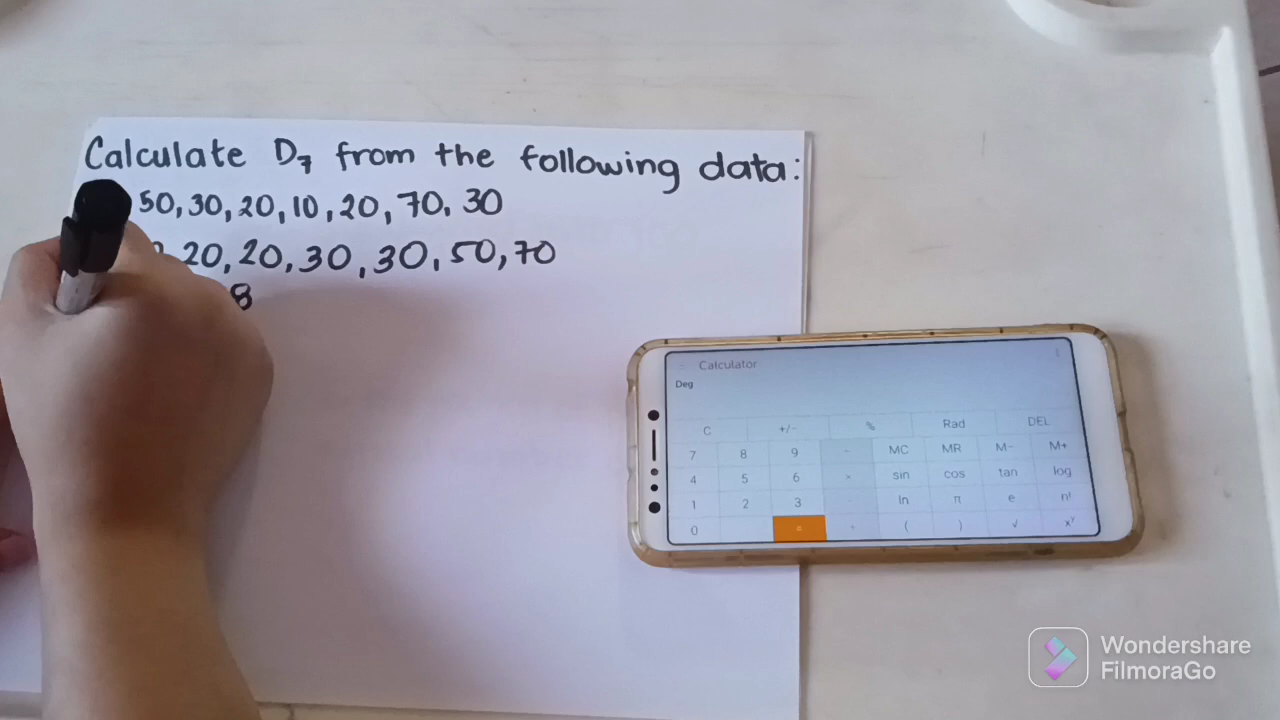 Calculate D₇ from the following data:
50, 30, 20, 10, 20, 70, 30
20, 20, 30, 30, 50, 70
8
Calculator
Deg
C +/- % Rad DEL
7 8 9 - MC MR M- M+
4 5 6 × sin cos tan log
1 2 3 ln π e n!
0 = + ( ) √ xʸ
Wondershare
FilmoraGo